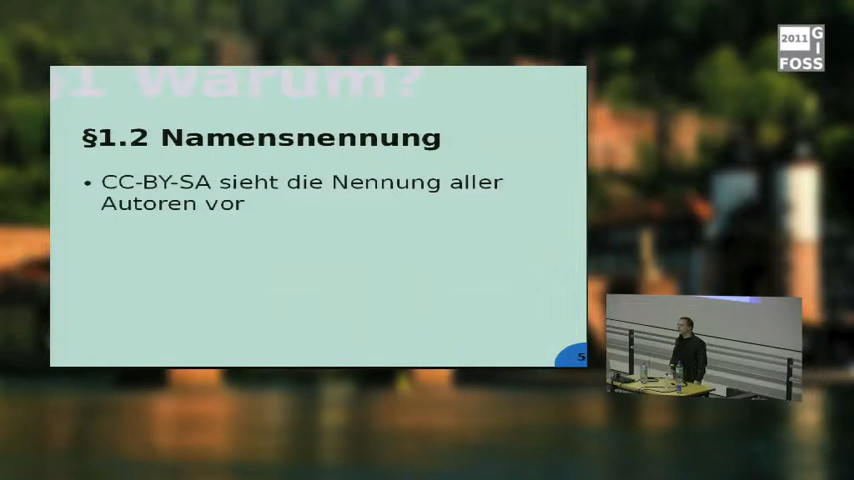 2011
G
I
FOSS
§1 Warum?
§1.2 Namensnennung
• CC-BY-SA sieht die Nennung aller
Autoren vor
5